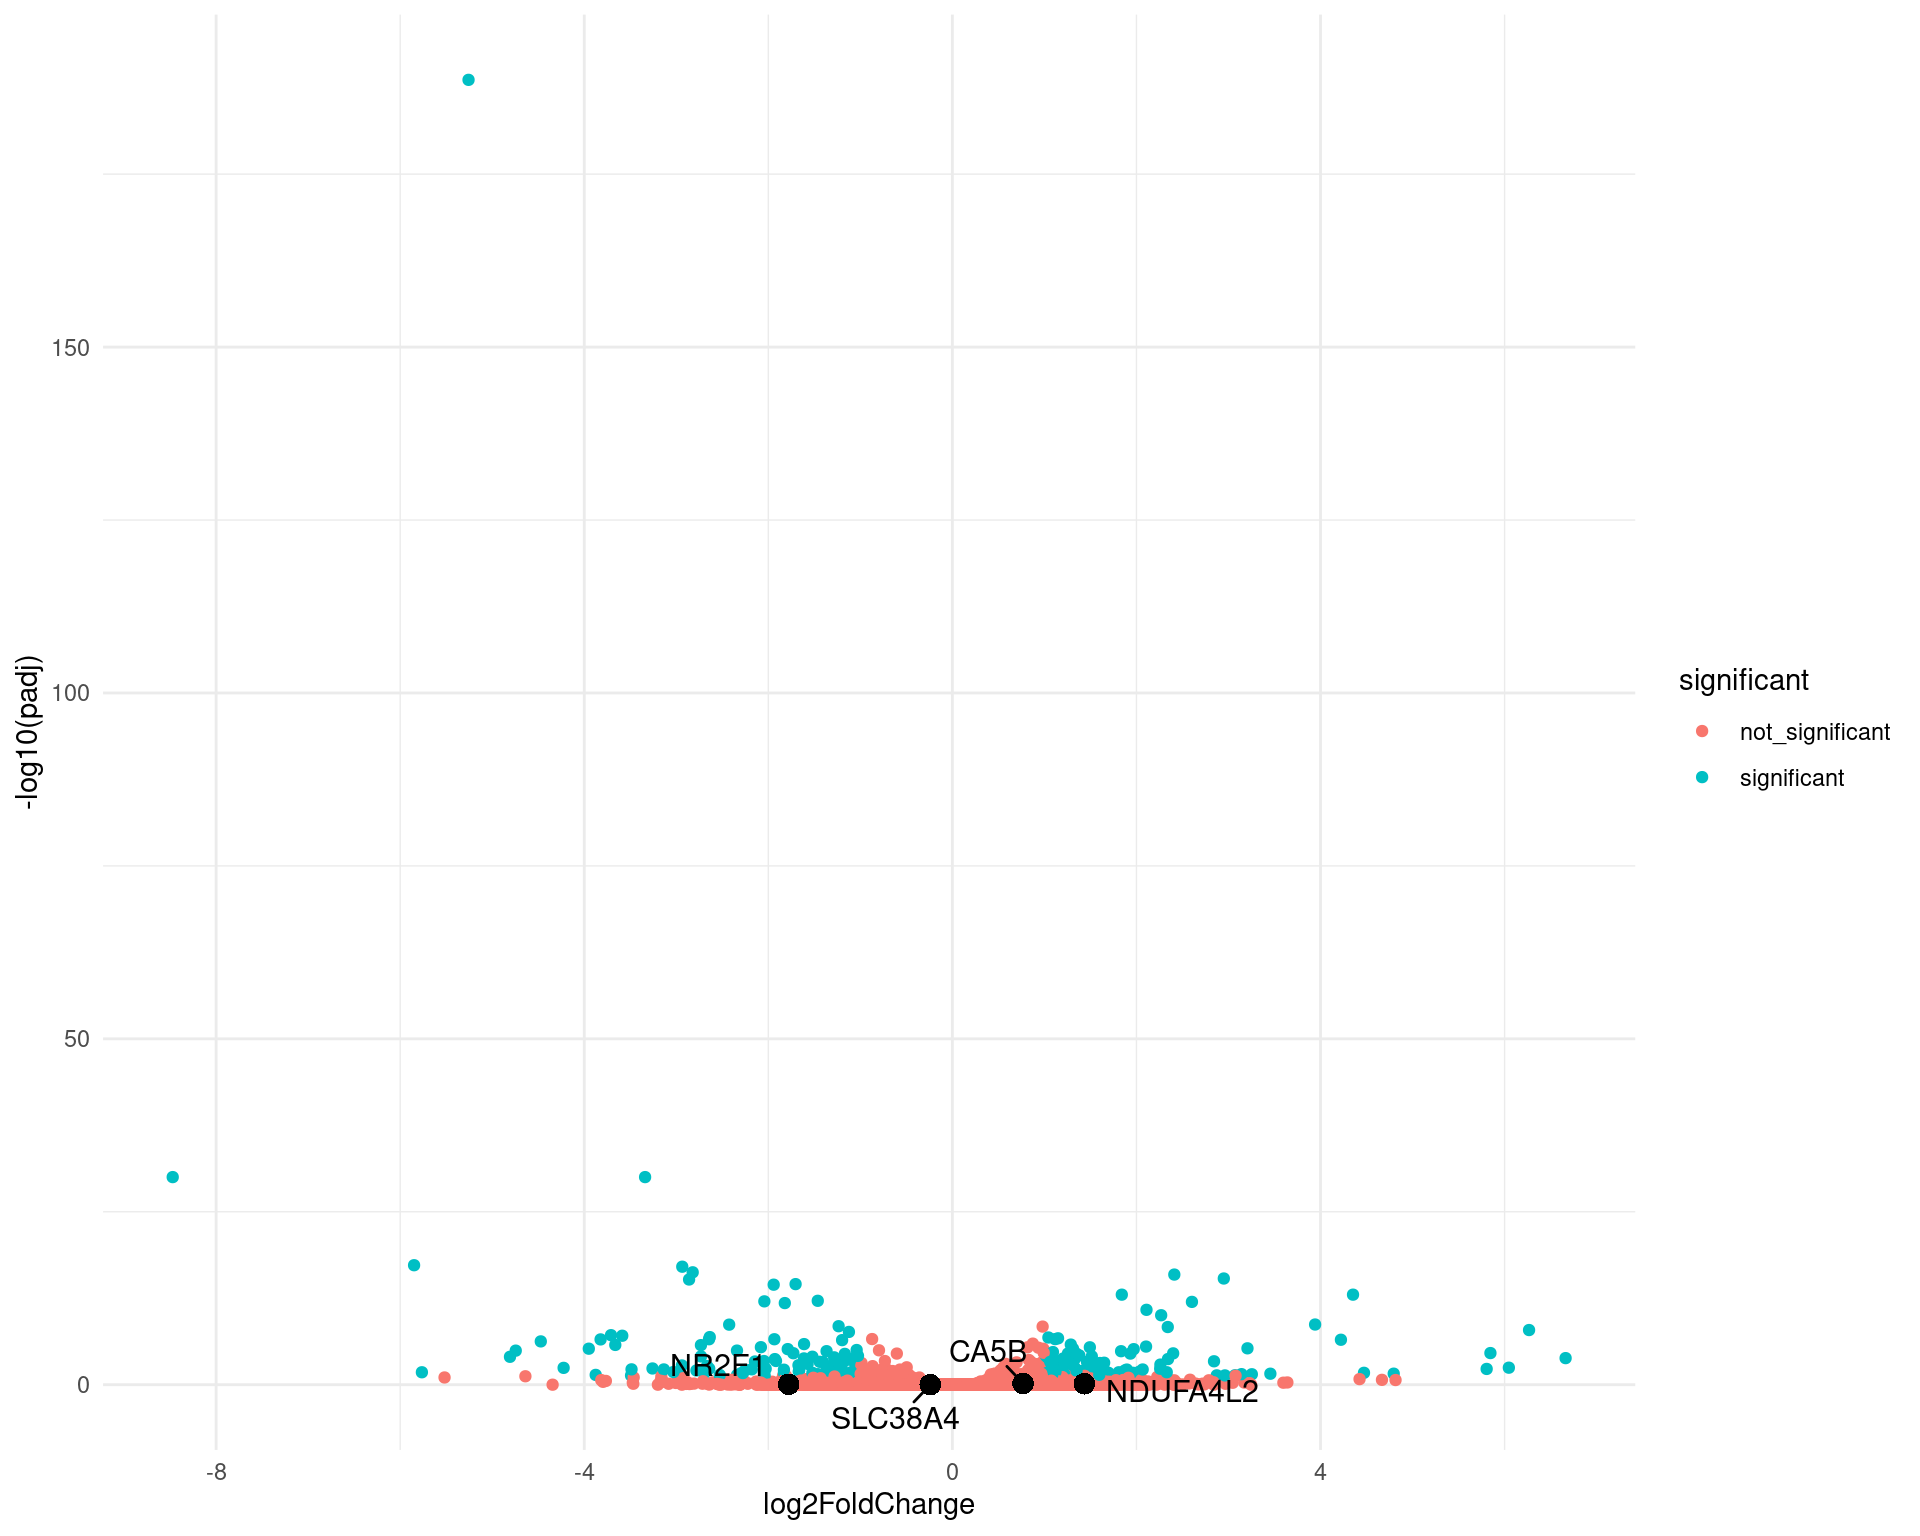 150
100
50
0
-log10(padj)
NR2F1
CA5B
SLC38A4
NDUFA4L2
-8
-4
0
4
log2FoldChange
significant
not_significant
significant